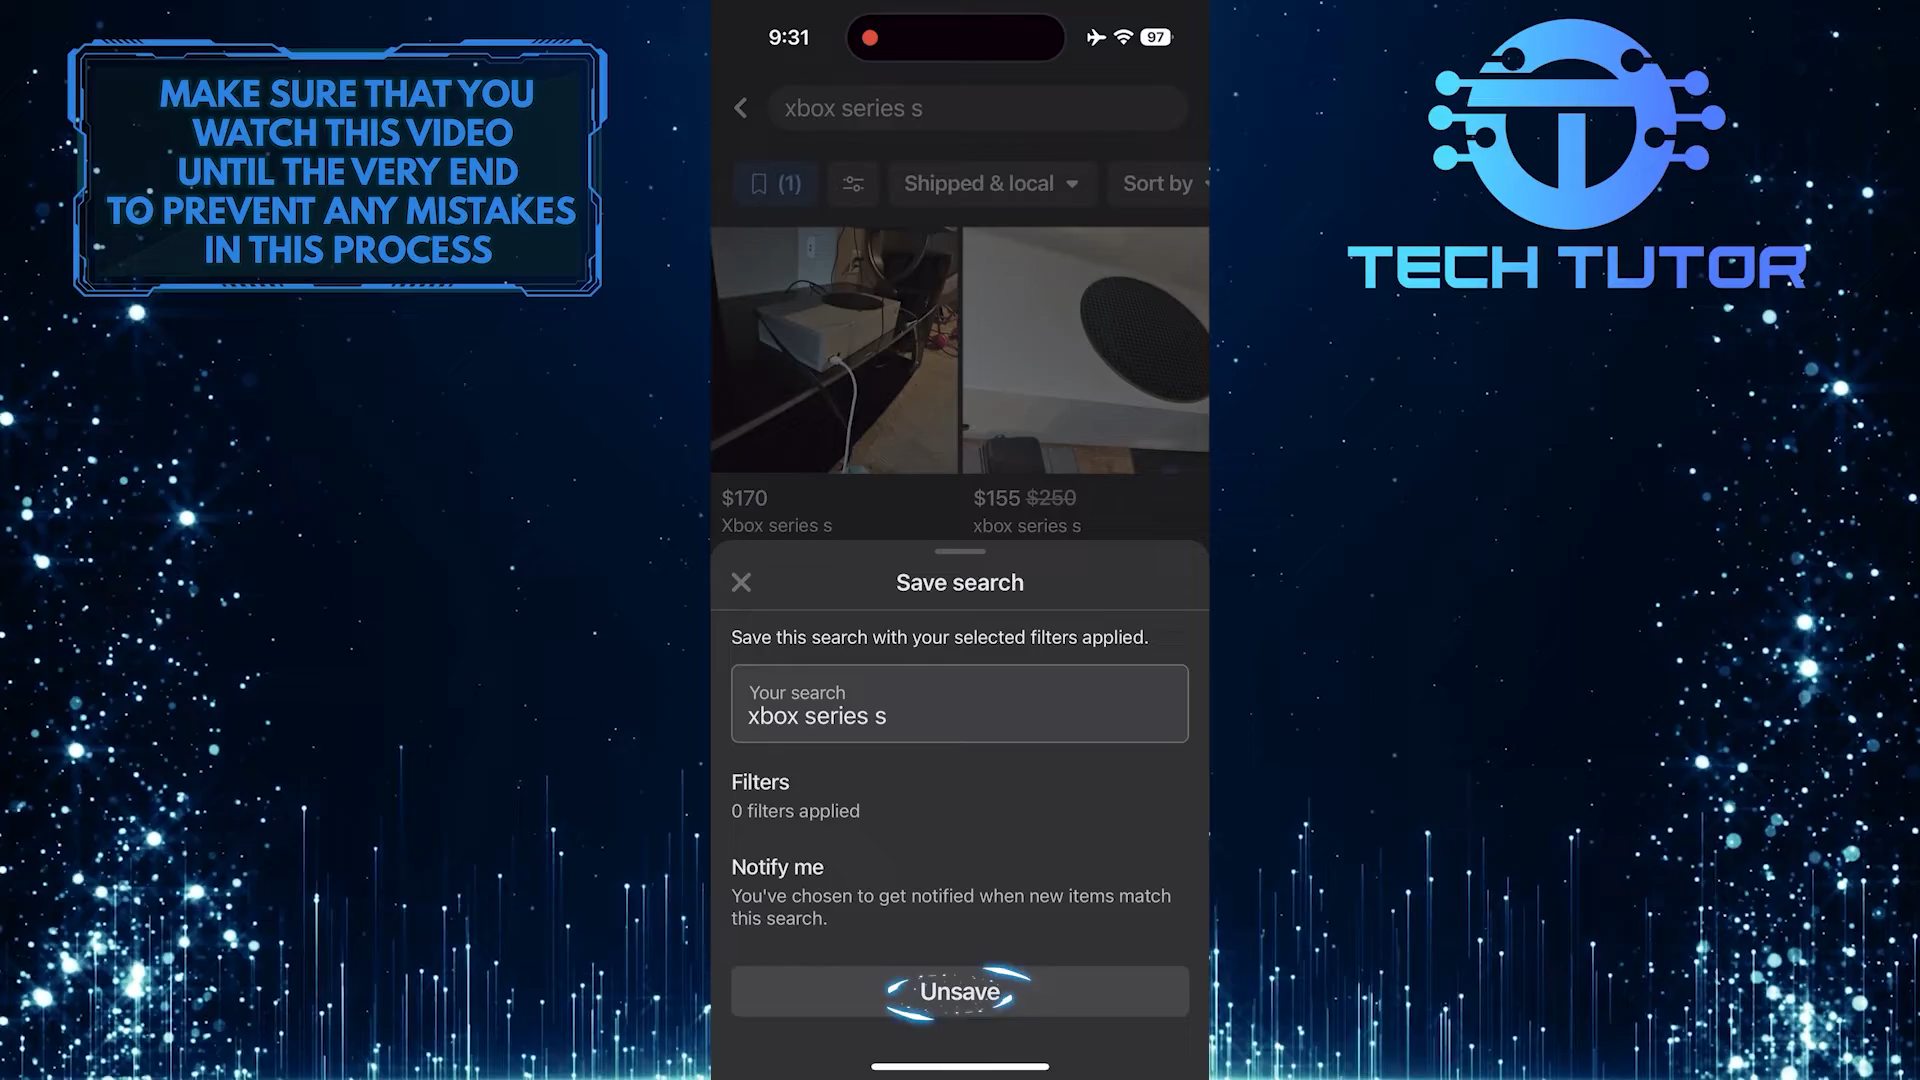 MAKE SURE THAT YOU
WATCH THIS VIDEO
UNTIL THE VERY END
TO PREVENT ANY MISTAKES
IN THIS PROCESS
9:31
97
xbox series s
(1)
Shipped & local
Sort by
$170
Xbox series s
$155 $250
xbox series s
Save search
Save this search with your selected filters applied.
Your search
xbox series s
Filters
0 filters applied
Notify me
You've chosen to get notified when new items match
this search.
Unsave
TECH TUTOR